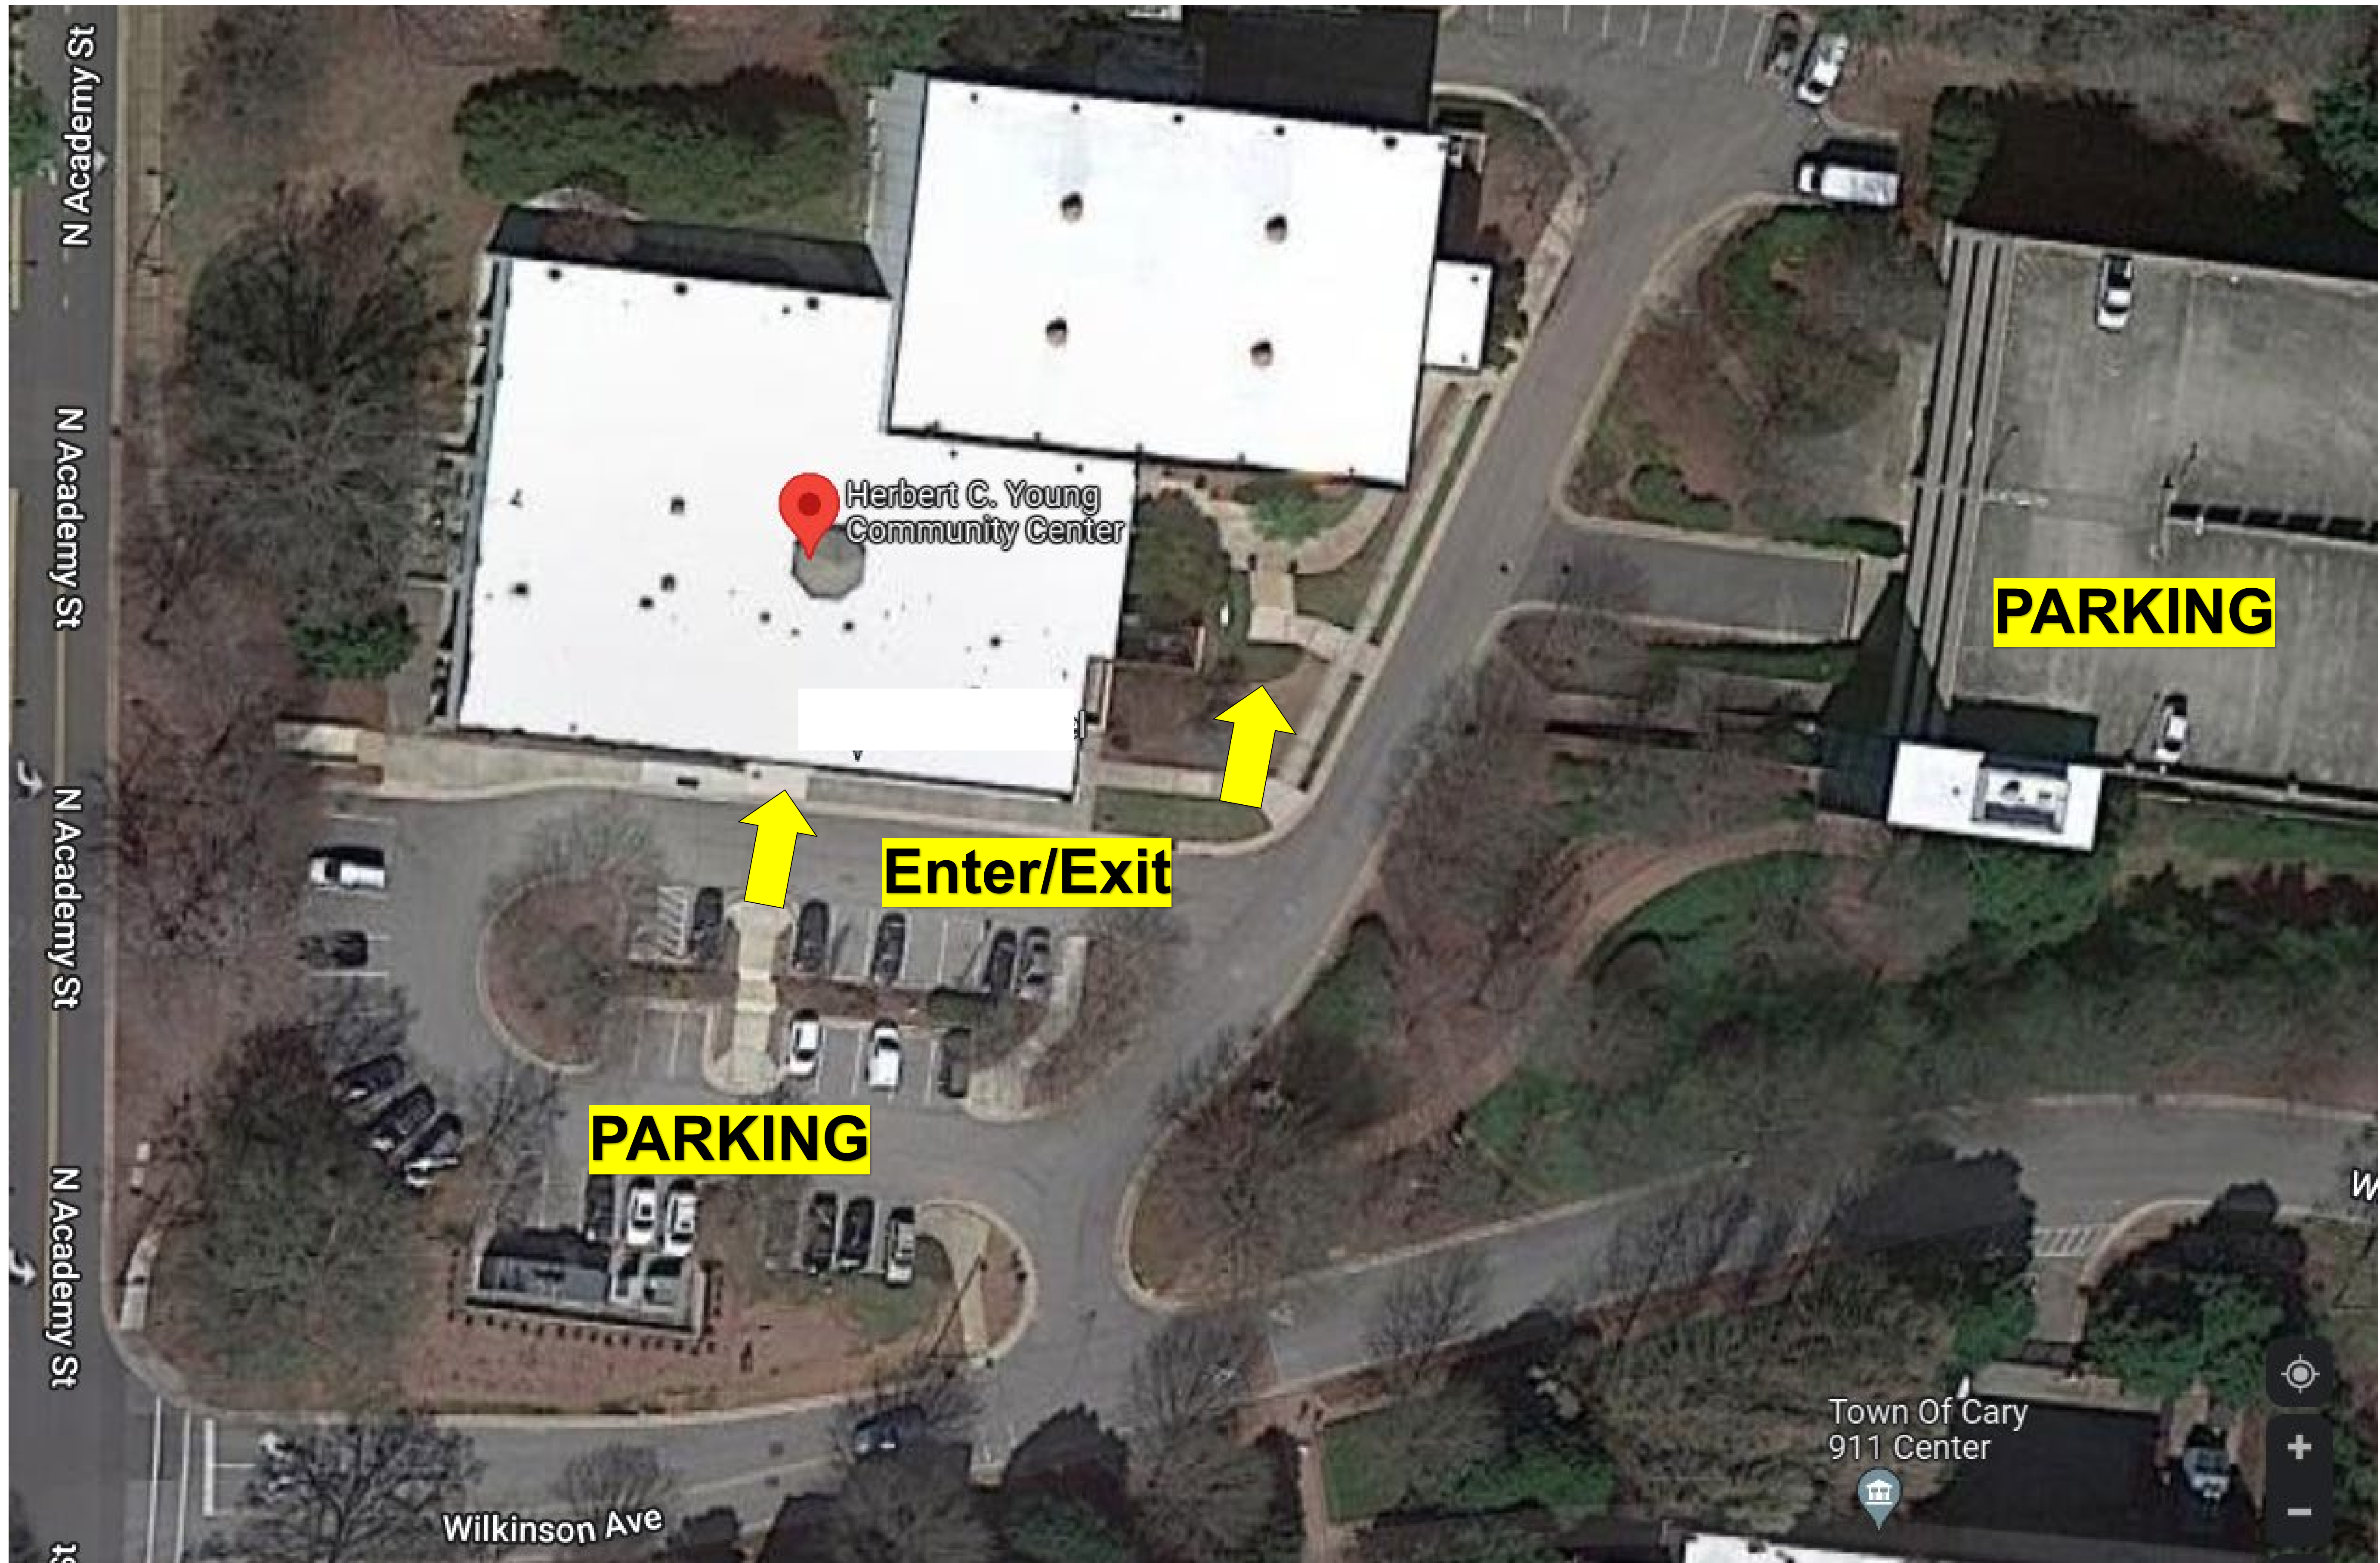 N Academy St
N Academy St
Herbert C. Young
Community Center
PARKING
N Academy St
Enter/Exit
PARKING
N Academy St
Town Of Cary
911 Center
Wilkinson Ave